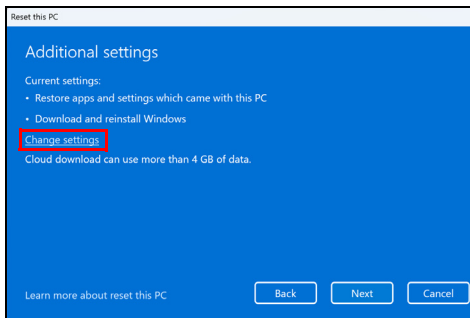 Reset this PC
Additional settings
Current settings:
• Restore apps and settings which came with this PC
• Download and reinstall Windows
Change settings
Cloud download can use more than 4 GB of data.
Learn more about reset this PC
Back
Next
Cancel